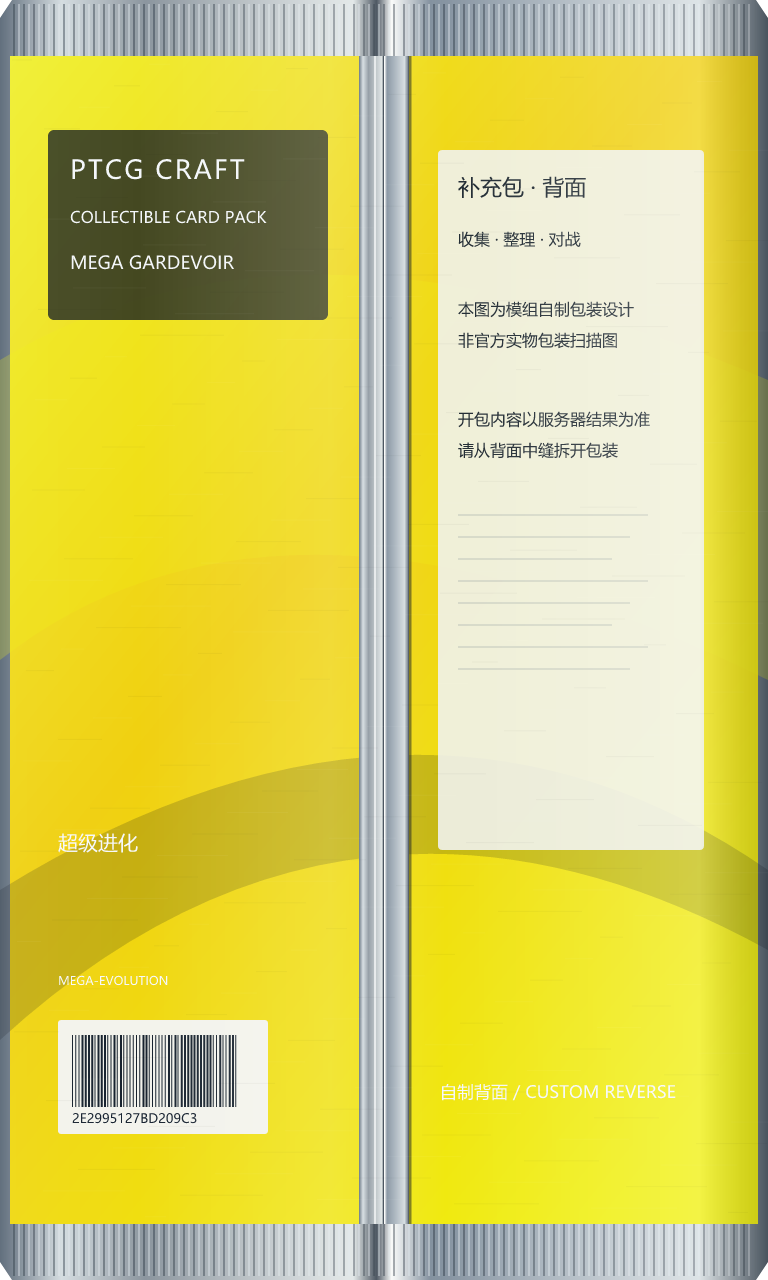 PTCG CRAFT
COLLECTIBLE CARD PACK
MEGA GARDEVOIR
超级进化
MEGA-EVOLUTION
2E2995127BD209C3
补充包 · 背面
收集 · 整理 · 对战
本图为模组自制包装设计
非官方实物包装扫描图
开包内容以服务器结果为准
请从背面中缝拆开包装
自制背面 / CUSTOM REVERSE